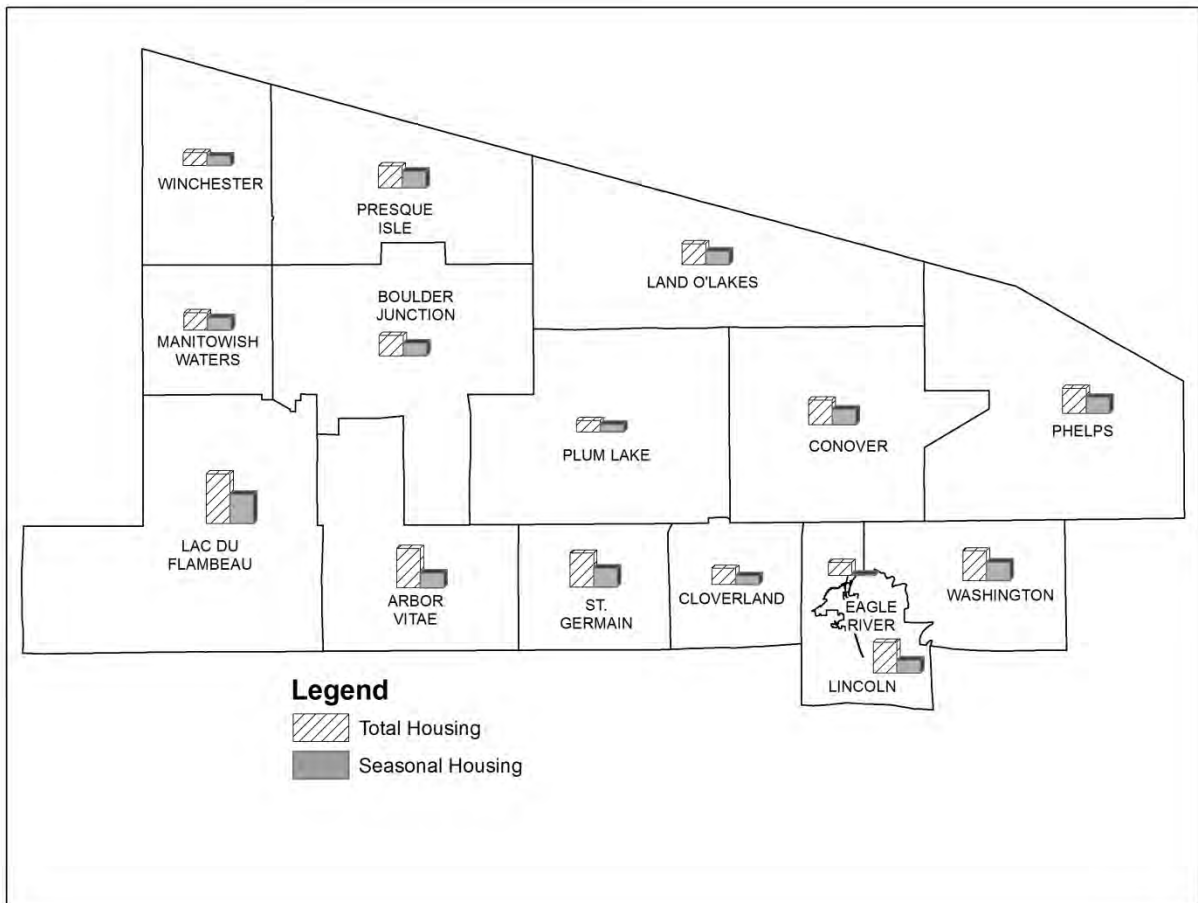 WINCHESTER
PRESQUE
ISLE
LAND O'LAKES
BOULDER
JUNCTION
MANITOWISH
WATERS
PHELPS
PLUM LAKE
CONOVER
LAC DU
FLAMBEAU
ARBOR
VITAE
ST.
GERMAIN
CLOVERLAND
EAGLE
RIVER
WASHINGTON
LINCOLN
Legend
Total Housing
Seasonal Housing